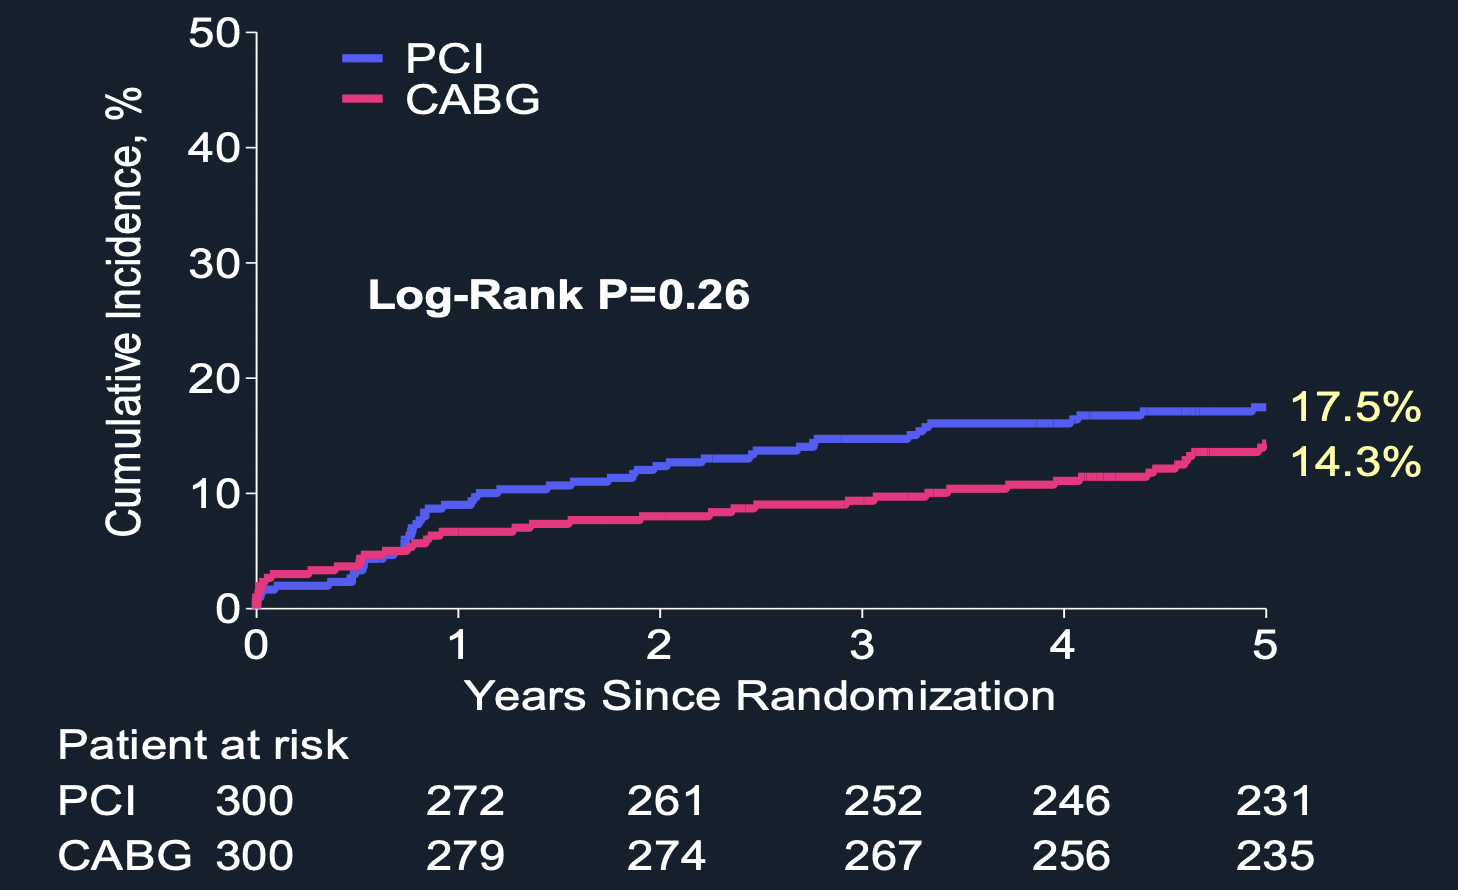 50
PCI
CABG
40
30
Log-Rank P=0.26
20
17.5%
14.3%
10
0
Cumulative Incidence, %
0 1 2 3 4 5
Years Since Randomization
Patient at risk
PCI 300 272 261 252 246 231
CABG 300 279 274 267 256 235